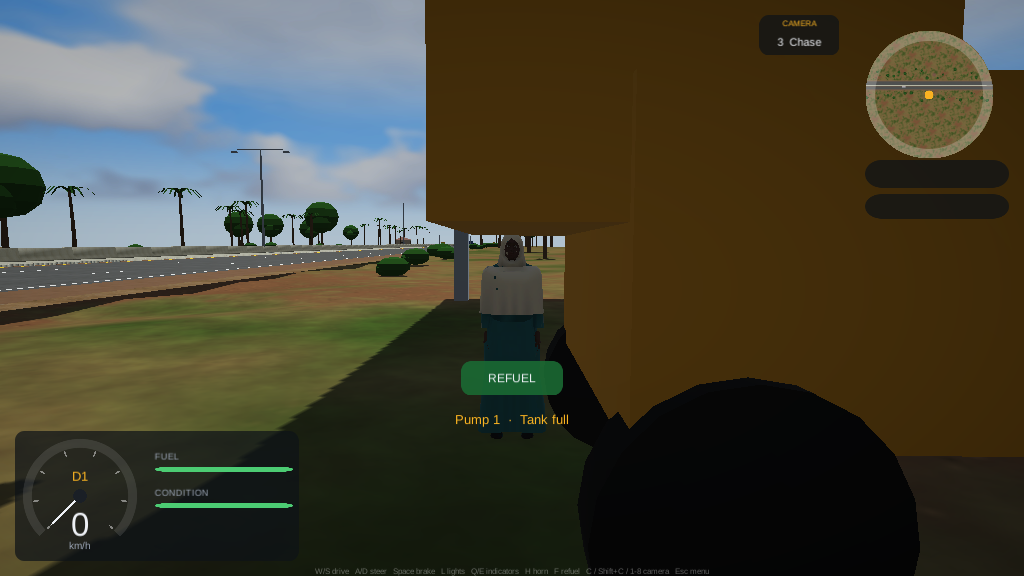 CAMERA
3 Chase
REFUEL
Pump 1 · Tank full
D1
FUEL
CONDITION
0
km/h
W/S drive A/D steer Space brake L lights Q/E indicators H horn F refuel C / Shift+C / 1-8 camera Esc menu